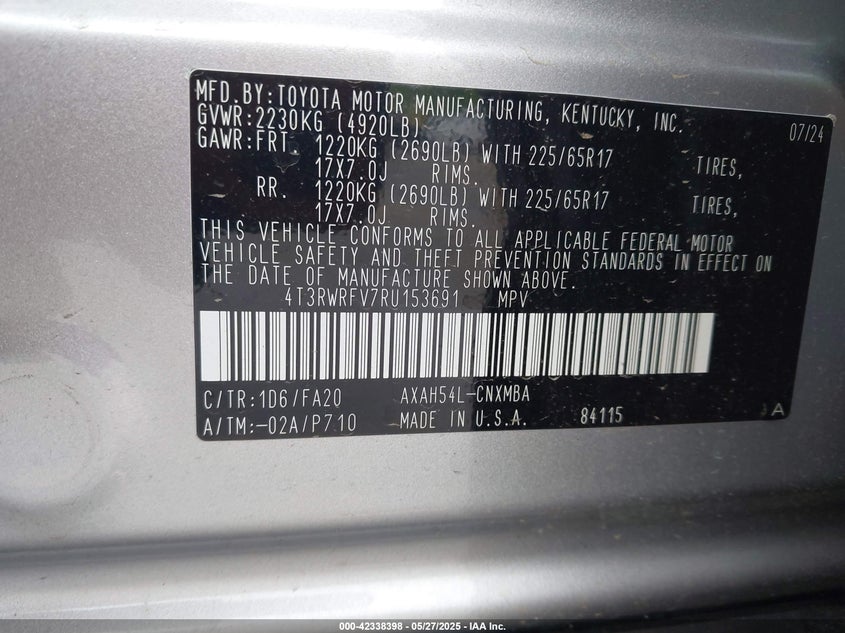 MFD.BY:TOYOTA MOTOR MANUFACTURING, KENTUCKY, INC.
GVWR:2230KG (4920LB) 07/24
GAWR:FRT. 1220KG (2690LB) WITH 225/65R17 TIRES,
17X7.0J RIMS.
RR. 1220KG (2690LB) WITH 225/65R17 TIRES,
17X7.0J RIMS.
THIS VEHICLE CONFORMS TO ALL APPLICABLE FEDERAL MOTOR
VEHICLE SAFETY AND THEFT PREVENTION STANDARDS IN EFFECT ON
THE DATE OF MANUFACTURE SHOWN ABOVE.
4T3RWRFV7RU153691 MPV
C/TR:1D6/FA20 AXAH54L-CNXMBA
A/TM:-02A/P710 MADE IN U.S.A. 84115 A
000-42338398 - 05/27/2025 - IAA Inc.